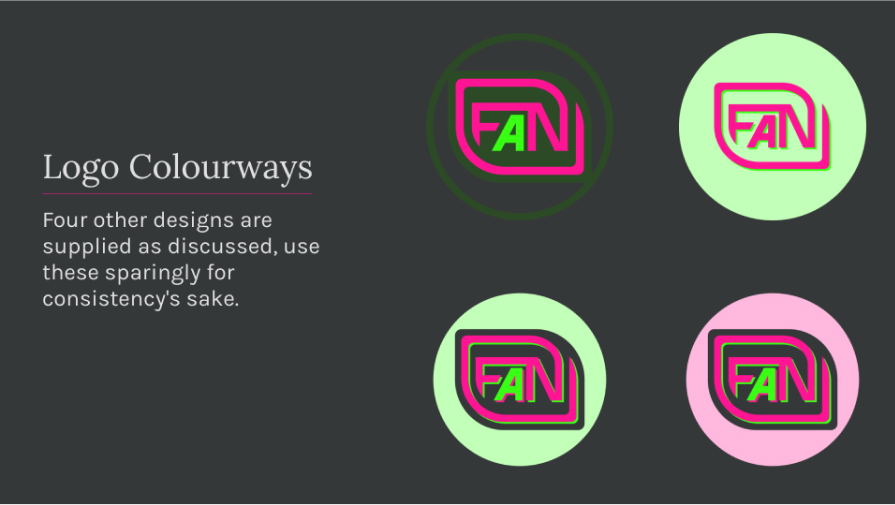 Logo Colourways
Four other designs are
supplied as discussed, use
these sparingly for
consistency's sake.
FAN
FAN
FAN
FAN